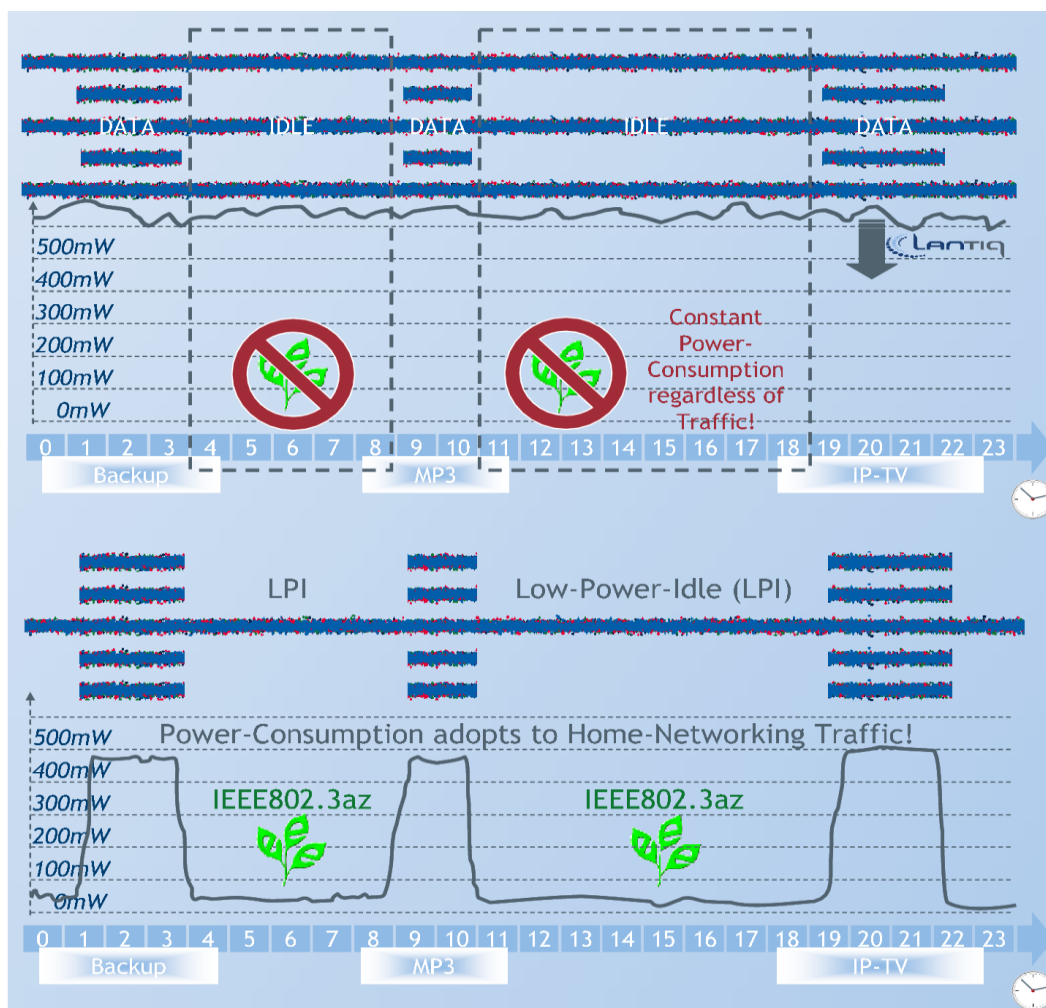 DATA IDLE DATA IDLE DATA
500mW
400mW
300mW
200mW
100mW
0mW
LANTIQ
Constant
Power-
Consumption
regardless of
Traffic!
0 1 2 3 4 5 6 7 8 9 10 11 12 13 14 15 16 17 18 19 20 21 22 23
Backup MP3 IP-TV
LPI Low-Power-Idle (LPI)
Power-Consumption adopts to Home-Networking Traffic!
500mW
400mW
300mW
200mW
100mW
0mW
IEEE802.3az IEEE802.3az
0 1 2 3 4 5 6 7 8 9 10 11 12 13 14 15 16 17 18 19 20 21 22 23
Backup MP3 IP-TV